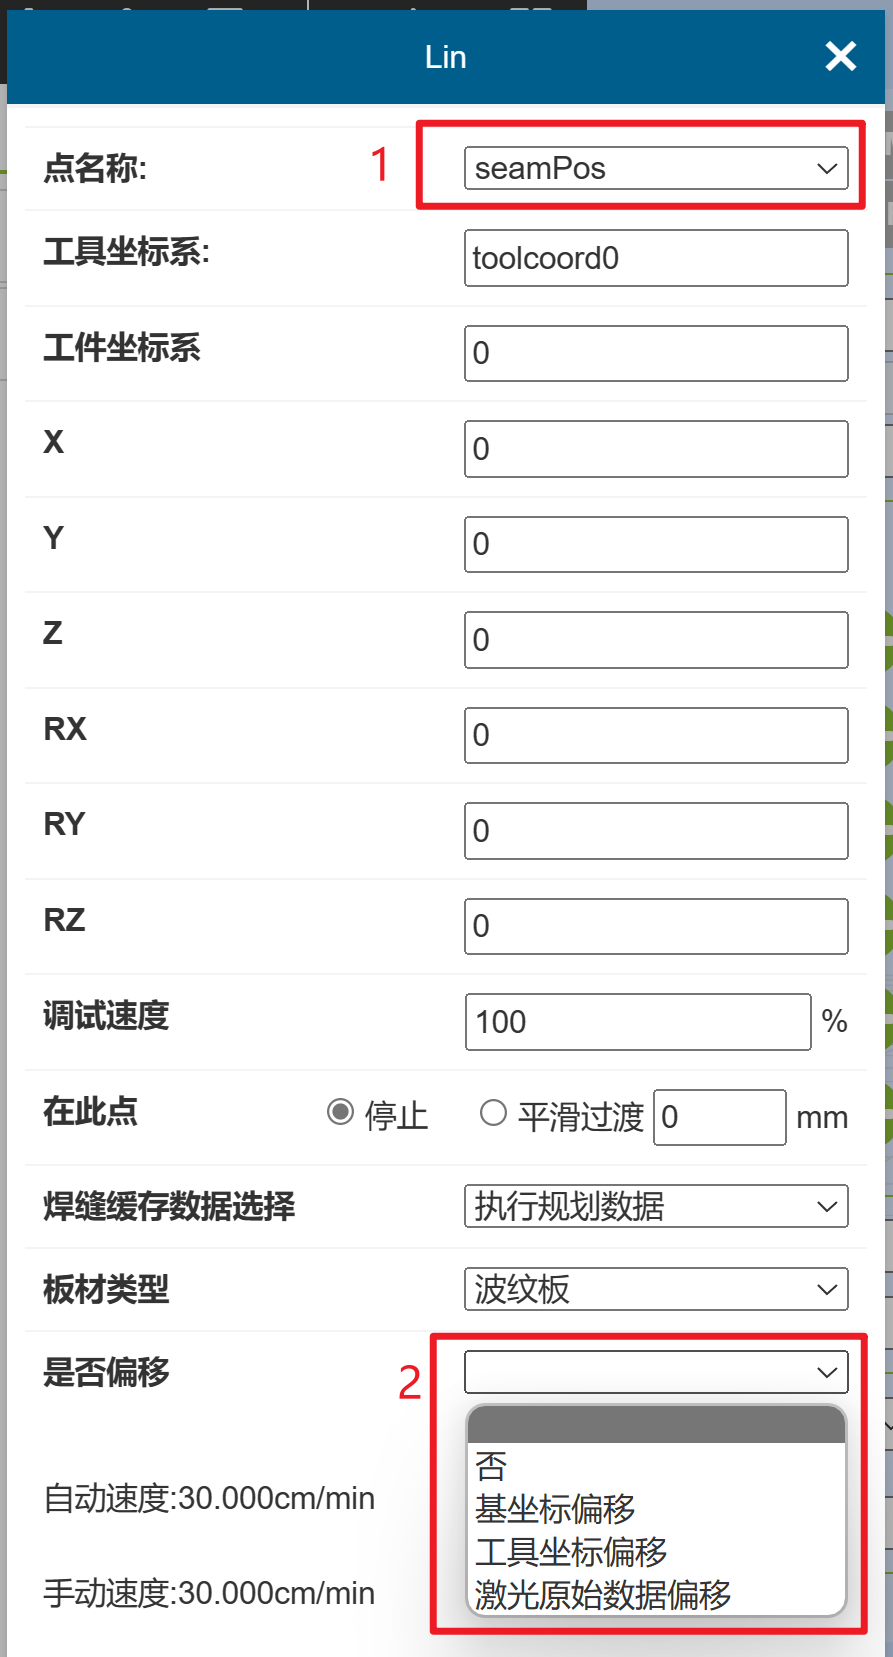 Lin
点名称: 1 seamPos
工具坐标系: toolcoord0
工件坐标系 0
X 0
Y 0
Z 0
RX 0
RY 0
RZ 0
调试速度 100 %
在此点 停止 平滑过渡 0 mm
焊缝缓存数据选择 执行规划数据
板材类型 波纹板
是否偏移 2
否
基坐标偏移
自动速度:30.000cm/min
工具坐标偏移
激光原始数据偏移
手动速度:30.000cm/min